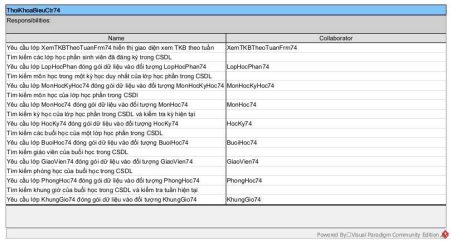 ThoiKhoaBieuClr74
Responsibilities:
Name Collaborator
Yêu cầu lớp XemTKBTheoTuanFrm74 hiển thị giao diện xem TKB theo tuần XemTKBTheoTuanFrm74
Tìm kiếm các lớp học phần sinh viên đã đăng ký trong CSDL
Yêu cầu lớp LopHocPhan đóng gói dữ liệu vào đối tượng LopHocPhan74 LopHocPhan74
Tìm kiếm môn học trong một kỳ học duy nhất của lớp học phần trong CSDL
Yêu cầu lớp MonHocKyHoc74 đóng gói dữ liệu vào đối tượng MonHocKyHoc74 MonHocKyHoc74
Tìm kiếm môn học của lớp học phần trong CSDl
Yêu cầu lớp MonHoc74 đóng gói dữ liệu vào đối tượng MonHoc74 MonHoc74
Tìm kiếm kỳ học của lớp học phần trong CSDL và kiểm tra kỳ hiện tại
Yêu cầu lớp HocKy74 đóng gói dữ liệu vào đối tượng HocKy74 HocKy74
Tìm kiếm các buổi học của một lớp học phần trong CSDL
Yêu cầu lớp BuoiHoc74 đóng gói dữ liệu vào đối tượng BuoiHoc74 BuoiHoc74
Tìm kiếm giáo viên của buổi học trong CSDL
Yêu cầu lớp GiaoVien74 đóng gói dữ liệu vào đối tượng GiaoVien74 GiaoVien74
Tìm kiếm phòng học của buổi học trong CSDL
Yêu cầu lớp PhongHoc74 đóng gói dữ liệu vào đối tượng PhongHoc74 PhongHoc74
Tìm kiếm khung giờ của buổi học trong CSDL và kiểm tra tuần hiện tại
Yêu cầu lớp KhungGio74 đóng gói dữ liệu vào đối tượng KhungGio74 KhungGio74
Powered By Visual Paradigm Community Edition